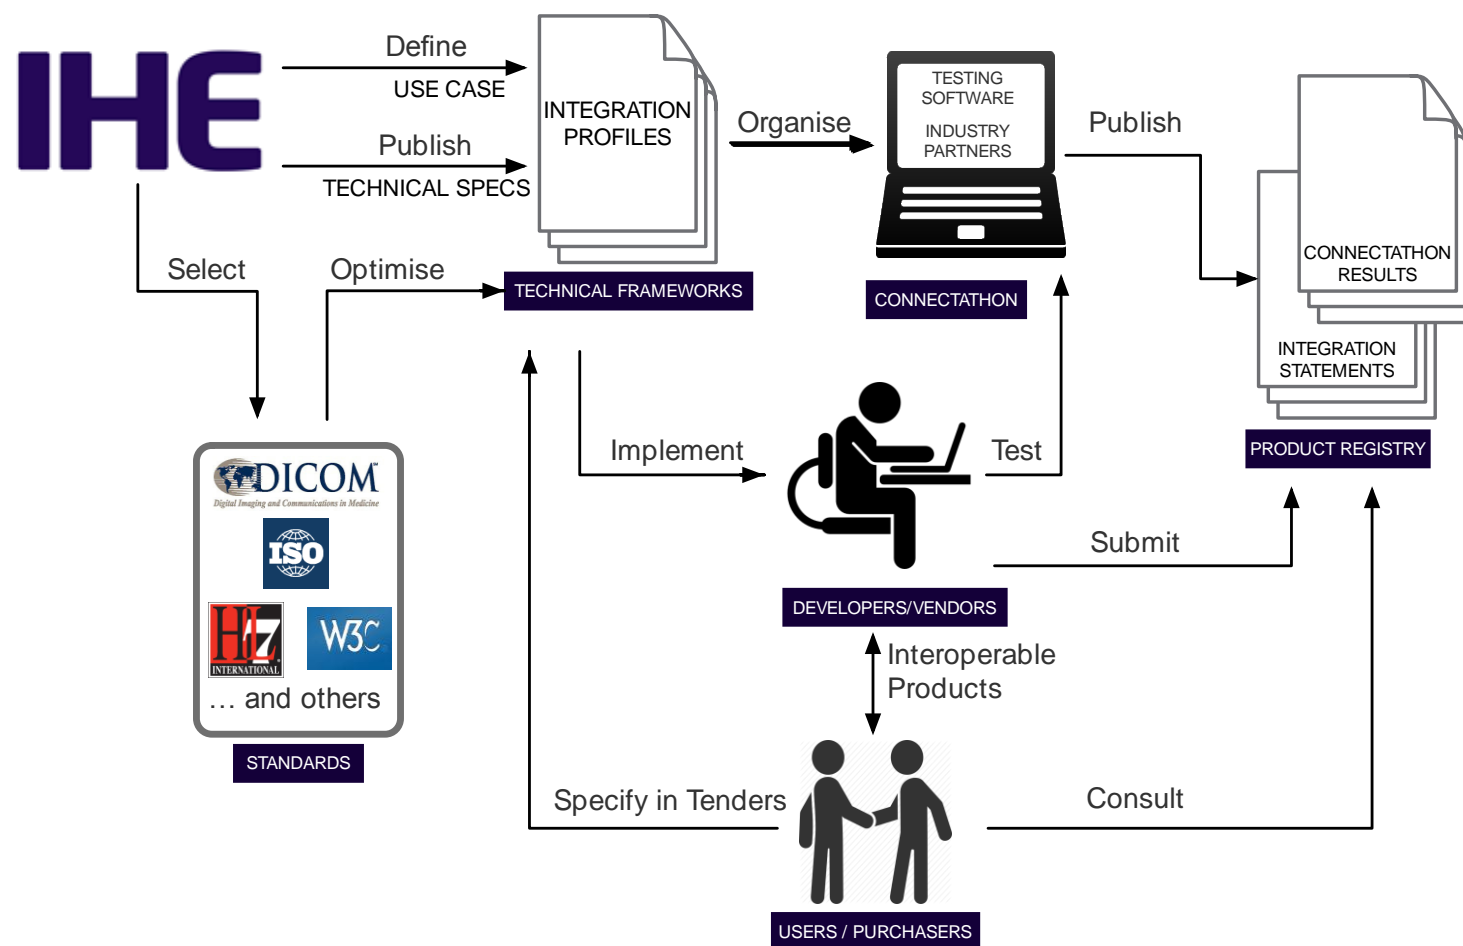 IHE
Define
USE CASE
Publish
TECHNICAL SPECS
INTEGRATION
PROFILES
Organise
TESTING
SOFTWARE
INDUSTRY
PARTNERS
Publish
CONNECTATHON
RESULTS
INTEGRATION
STATEMENTS
Select
Optimise
TECHNICAL FRAMEWORKS
CONNECTATHON
PRODUCT REGISTRY
Implement
Test
DICOM
Digital Imaging and Communications in Medicine
ISO
HL7
INTERNATIONAL
W3C
... and others
STANDARDS
Submit
DEVELOPERS/VENDORS
Interoperable
Products
Specify in Tenders
Consult
USERS / PURCHASERS